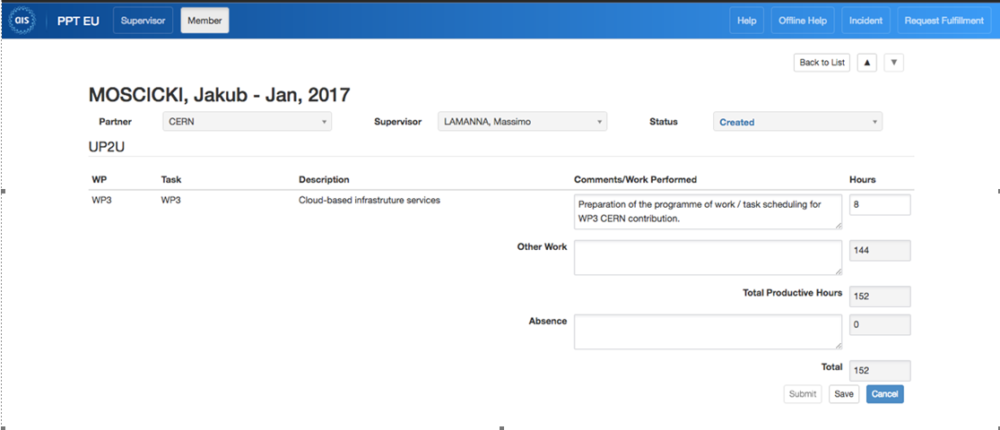 ais PPT EU Supervisor Member Help Offline Help Incident Request Fulfillment
Back to List ▲ ▼
MOSCICKI, Jakub - Jan, 2017
Partner CERN Supervisor LAMANNA, Massimo Status Created
UP2U
WP Task Description Comments/Work Performed Hours
WP3 WP3 Cloud-based infrastruture services Preparation of the programme of work / task scheduling for 8
WP3 CERN contribution.
Other Work 144
Total Productive Hours 152
Absence 0
Total 152
Submit Save Cancel